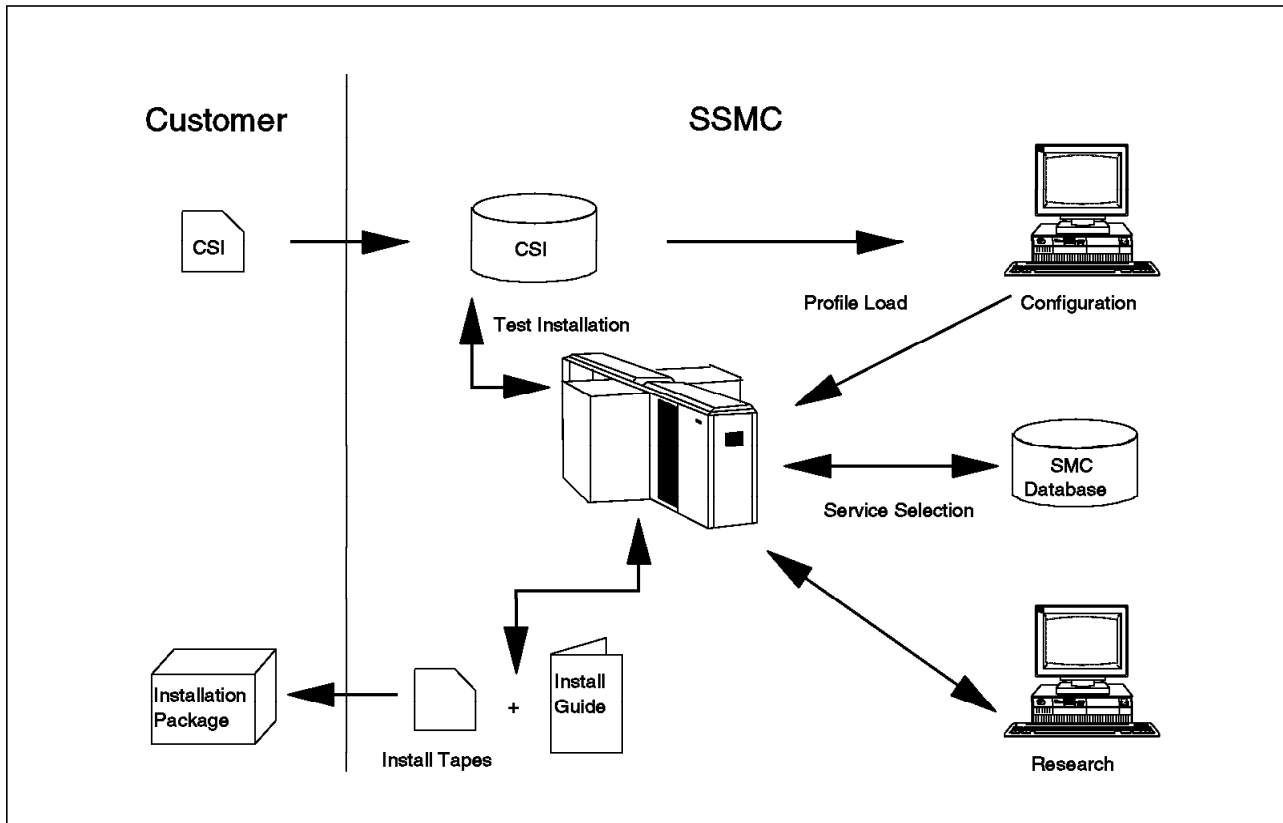 Customer
SSMC
CSI
CSI
Profile Load
Configuration
Test Installation
SMC
Database
Service Selection
Installation
Package
+
Install
Guide
Install Tapes
Research